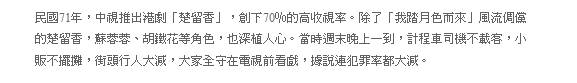 民國71年，中視推出港劇「楚留香」，創下70%的高收視率。除了「我踏月色而來」風流倜儻
的楚留香，蘇蓉蓉、胡鐵花等角色，也深植人心。當時週末晚上一到，計程車司機不載客，小
販不擺攤，街頭行人大減，大家全守在電視前看戲，據說連犯罪率都大減。